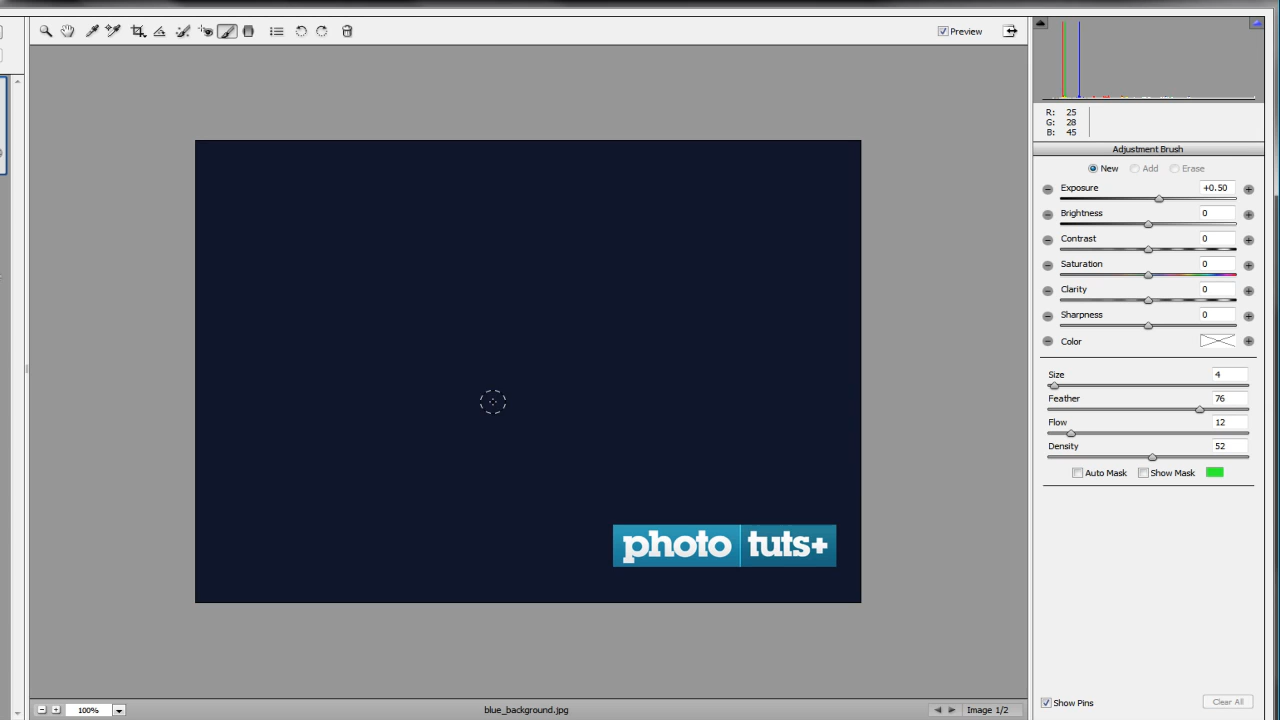 Preview
R: 25
G: 28
B: 45
Adjustment Brush
New Add Erase
Exposure +0.50
Brightness 0
Contrast 0
Saturation 0
Clarity 0
Sharpness 0
Color
Size 4
Feather 76
Flow 12
Density 52
Auto Mask Show Mask
photo tuts+
Show Pins Clear All
100% blue_background.jpg Image 1/2